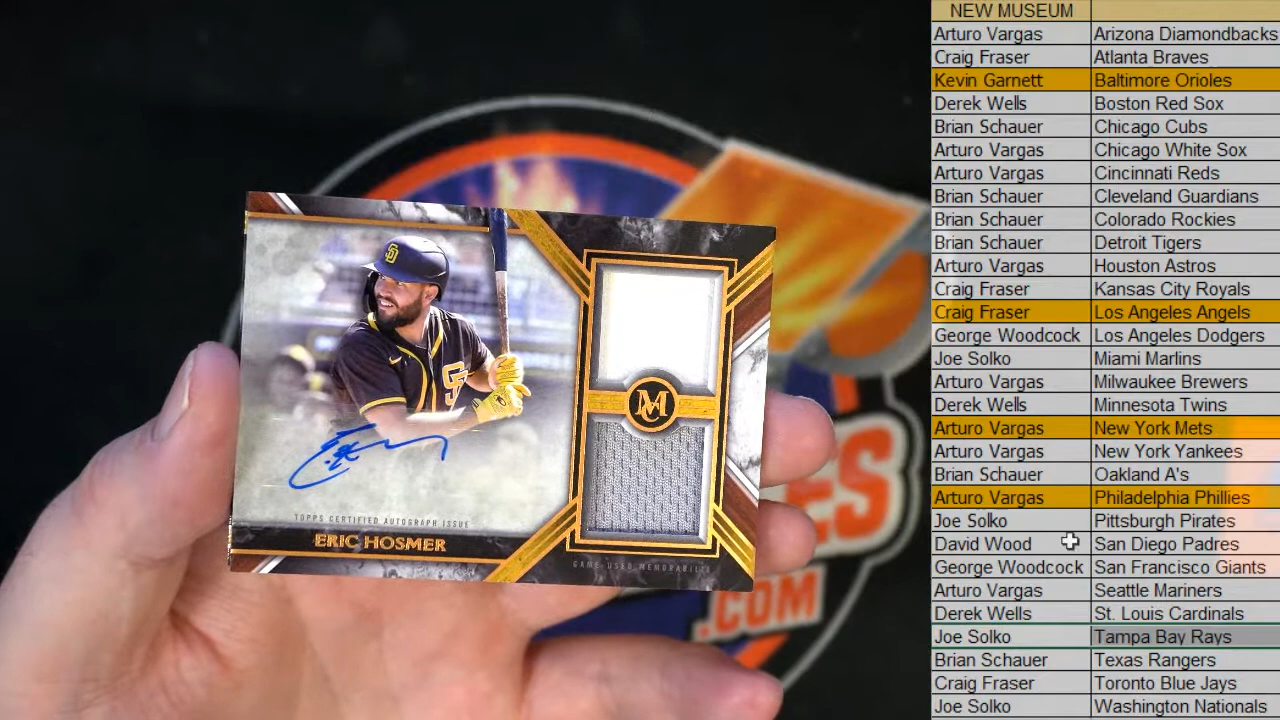 NEW MUSEUM
Arturo Vargas Arizona Diamondbacks
Craig Fraser Atlanta Braves
Kevin Garnett Baltimore Orioles
Derek Wells Boston Red Sox
Brian Schauer Chicago Cubs
Arturo Vargas Chicago White Sox
Arturo Vargas Cincinnati Reds
Brian Schauer Cleveland Guardians
Brian Schauer Colorado Rockies
Brian Schauer Detroit Tigers
Arturo Vargas Houston Astros
Craig Fraser Kansas City Royals
Craig Fraser Los Angeles Angels
George Woodcock Los Angeles Dodgers
Joe Solko Miami Marlins
Arturo Vargas Milwaukee Brewers
Derek Wells Minnesota Twins
Arturo Vargas New York Mets
Arturo Vargas New York Yankees
Brian Schauer Oakland A's
Arturo Vargas Philadelphia Phillies
Joe Solko Pittsburgh Pirates
David Wood San Diego Padres
George Woodcock San Francisco Giants
Arturo Vargas Seattle Mariners
Derek Wells St. Louis Cardinals
Joe Solko Tampa Bay Rays
Brian Schauer Texas Rangers
Craig Fraser Toronto Blue Jays
Joe Solko Washington Nationals
SD
SD
M
TOPPS CERTIFIED AUTOGRAPH ISSUE
ERIC HOSMER
GAME-USED MEMORABILIA
ES
.COM